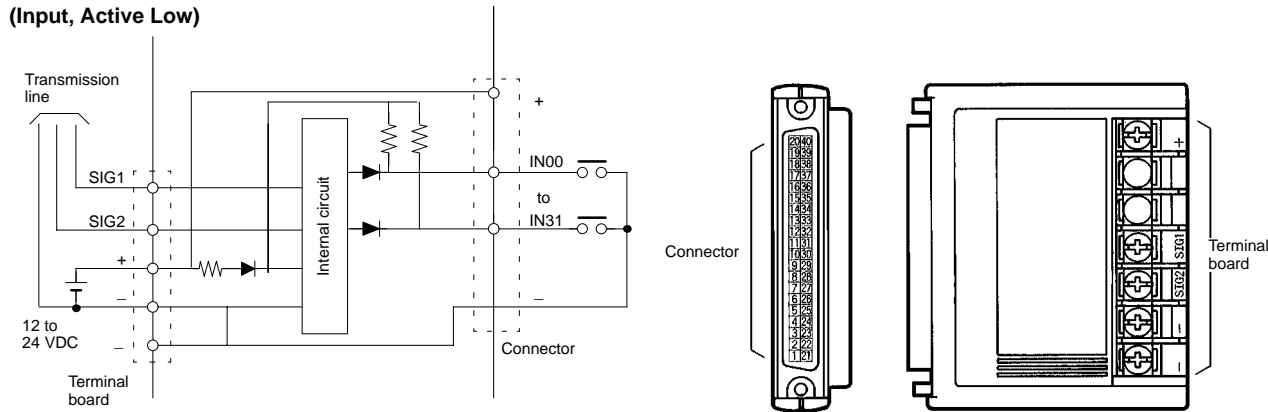 (Input, Active Low)
Transmission
line
SIG1
SIG2
+
–
12 to
24 VDC
–
Terminal
board
Internal circuit
+
IN00
to
IN31
–
Connector
Connector
20 40
19 39
18 38
17 37
16 36
15 35
14 34
13 33
12 32
11 31
10 30
9 29
8 28
7 27
6 26
5 25
4 24
3 23
2 22
1 21
+
SIG1
SIG2
–
–
Terminal
board